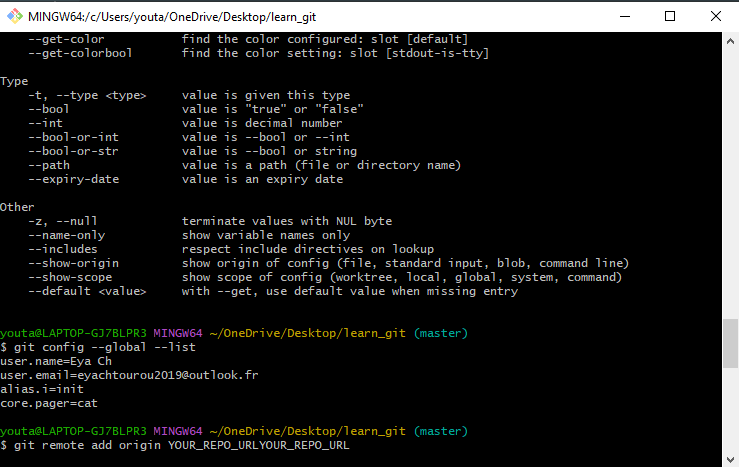 MINGW64:/c/Users/youta/OneDrive/Desktop/learn_git
--get-color find the color configured: slot [default]
--get-colorbool find the color setting: slot [stdout-is-tty]
Type
-t, --type <type> value is given this type
--bool value is "true" or "false"
--int value is decimal number
--bool-or-int value is --bool or --int
--bool-or-str value is --bool or string
--path value is a path (file or directory name)
--expiry-date value is an expiry date
Other
-z, --null terminate values with NUL byte
--name-only show variable names only
--includes respect include directives on lookup
--show-origin show origin of config (file, standard input, blob, command line)
--show-scope show scope of config (worktree, local, global, system, command)
--default <value> with --get, use default value when missing entry
youta@LAPTOP-GJ7BLPR3 MINGW64 ~/OneDrive/Desktop/learn_git (master)
$ git config --global --list
user.name=Eya Ch
user.email=eyachtourou2019@outlook.fr
alias.i=init
core.pager=cat
youta@LAPTOP-GJ7BLPR3 MINGW64 ~/OneDrive/Desktop/learn_git (master)
$ git remote add origin YOUR_REPO_URLYOUR_REPO_URL